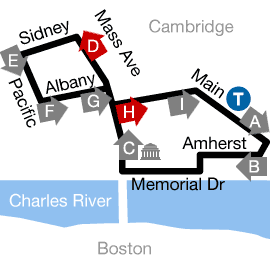 Sidney
Cambridge
Mass Ave
D
E
Albany
Main
Pacific
F
G
H
I
T
A
C
Amherst
B
Memorial Dr
Charles River
Boston